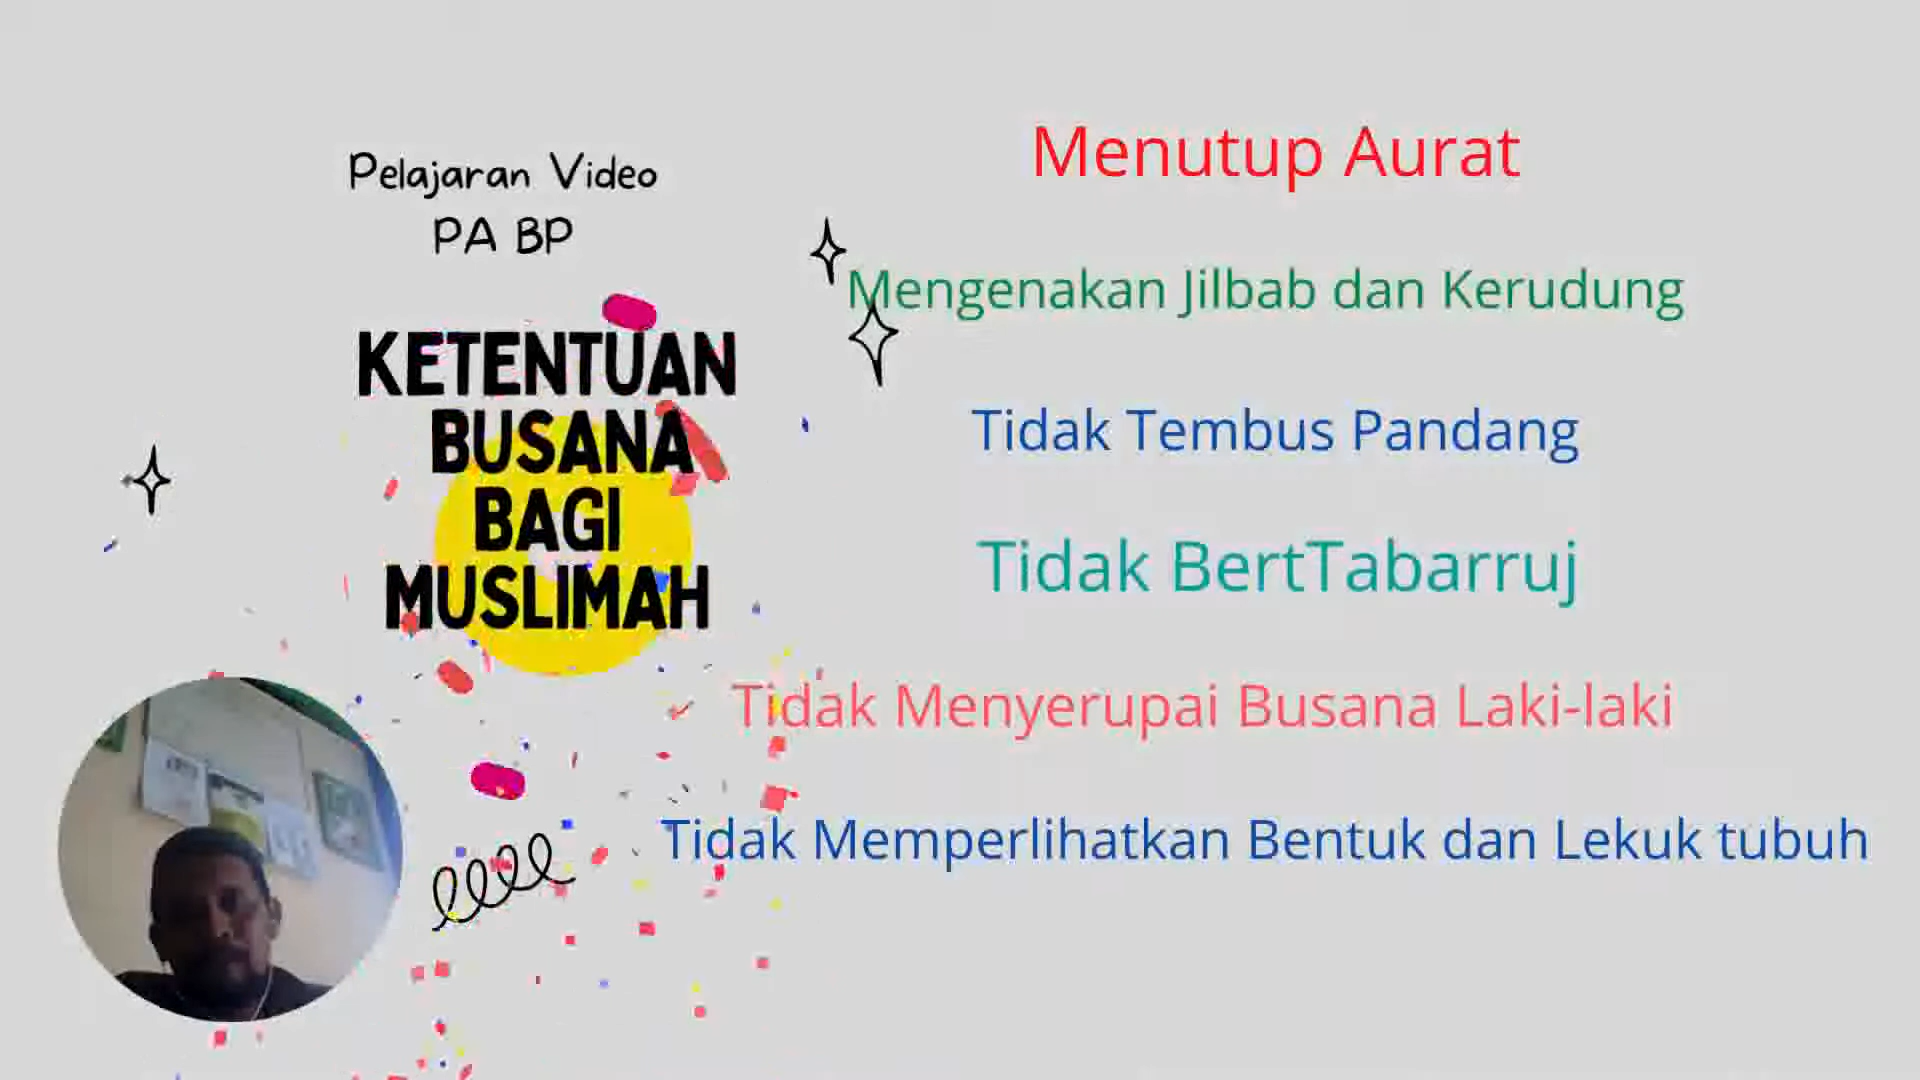 Pelajaran Video
PA BP
KETENTUAN
BUSANA
BAGI
MUSLIMAH
Menutup Aurat
Mengenakan Jilbab dan Kerudung
Tidak Tembus Pandang
Tidak BertTabarruj
Tidak Menyerupai Busana Laki-laki
Tidak Memperlihatkan Bentuk dan Lekuk tubuh